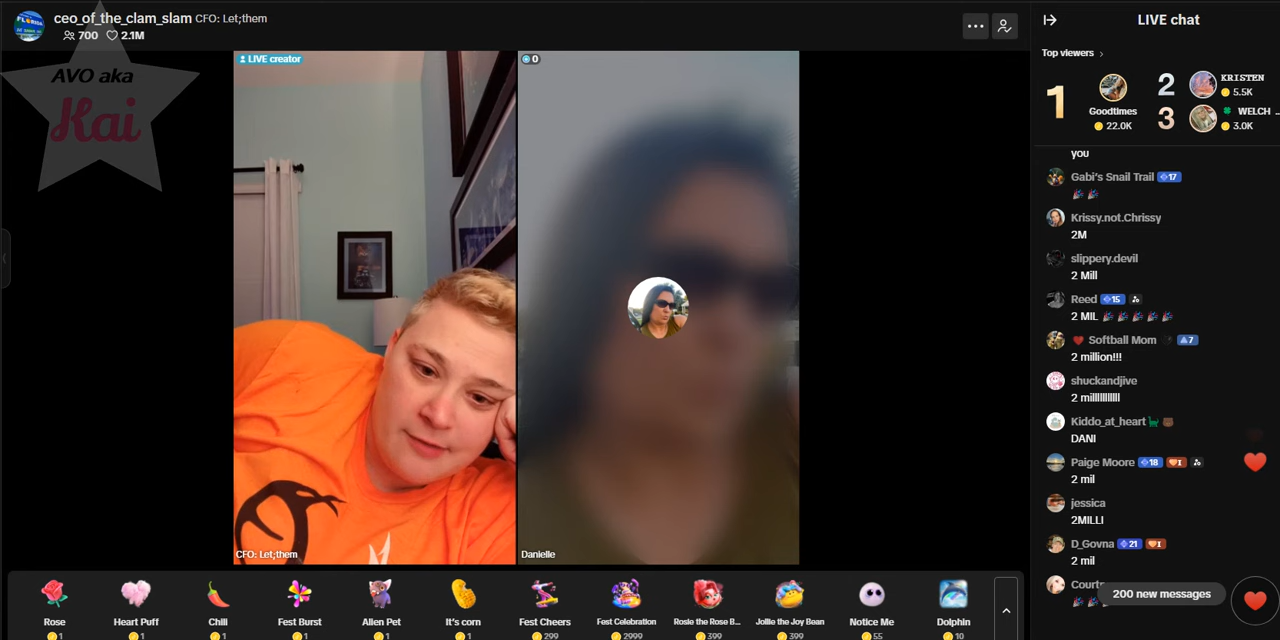 ceo_of_the_clam_slam CFO: Let;them
700 2.1M
AVO aka
Kai
LIVE creator
0
CFO: Let;them
Danielle
Rose
1
Heart Puff
1
Chili
1
Fest Burst
1
Alien Pet
1
It's corn
1
Fest Cheers
299
Fest Celebration
2999
Rosie the Rose B...
399
Jollie the Joy Bean
399
Notice Me
55
Dolphin
10
LIVE chat
Top viewers
1
Goodtimes
22.0K
2
KRISTEN
5.5K
3
WELCH ...
3.0K
you
Gabi's Snail Trail 17
Krissy.not.Chrissy
2M
slippery.devil
2 Mill
Reed 15
2 MIL
Softball Mom 7
2 million!!!
shuckandjive
2 millllllllllll
Kiddo_at_heart
DANI
Paige Moore 18 I
2 mil
jessica
2MILLI
D_Govna 21 I
2 mil
200 new messages